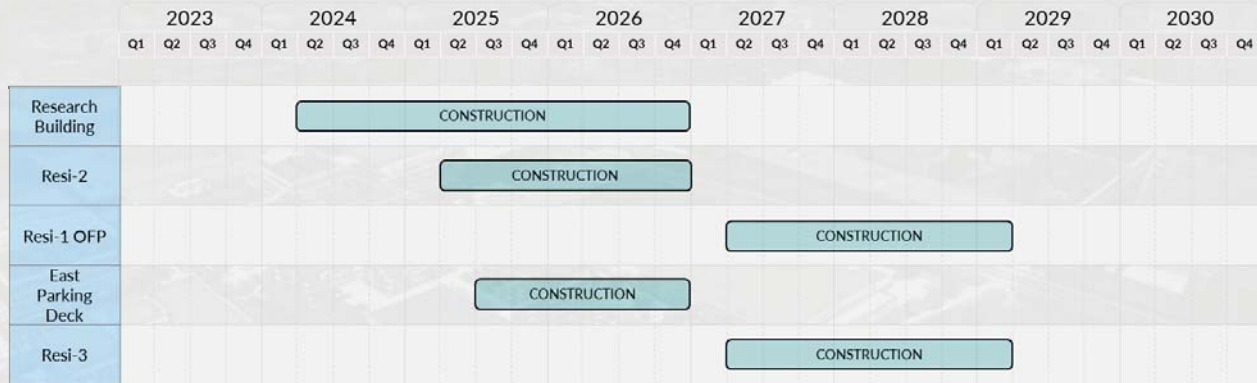 2023 2024 2025 2026 2027 2028 2029 2030
Q1 Q2 Q3 Q4 Q1 Q2 Q3 Q4 Q1 Q2 Q3 Q4 Q1 Q2 Q3 Q4 Q1 Q2 Q3 Q4 Q1 Q2 Q3 Q4 Q1 Q2 Q3 Q4 Q1 Q2 Q3 Q4
Research
Building
CONSTRUCTION
Resi-2
CONSTRUCTION
Resi-1 OFP
CONSTRUCTION
East
Parking
Deck
CONSTRUCTION
Resi-3
CONSTRUCTION